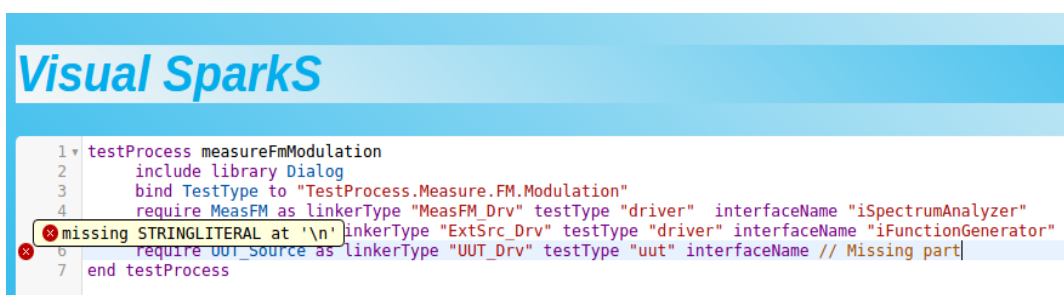 Visual SparkS
1 testProcess measureFmModulation
2 include library Dialog
3 bind TestType to "TestProcess.Measure.FM.Modulation"
4 require MeasFM as linkerType "MeasFM_Drv" testType "driver" interfaceName "iSpectrumAnalyzer"
missing STRINGLITERAL at '\n' linkerType "ExtSrc_Drv" testType "driver" interfaceName "iFunctionGenerator"
6 require UUT_Source as linkerType "UUT_Drv" testType "uut" interfaceName // Missing part
7 end testProcess